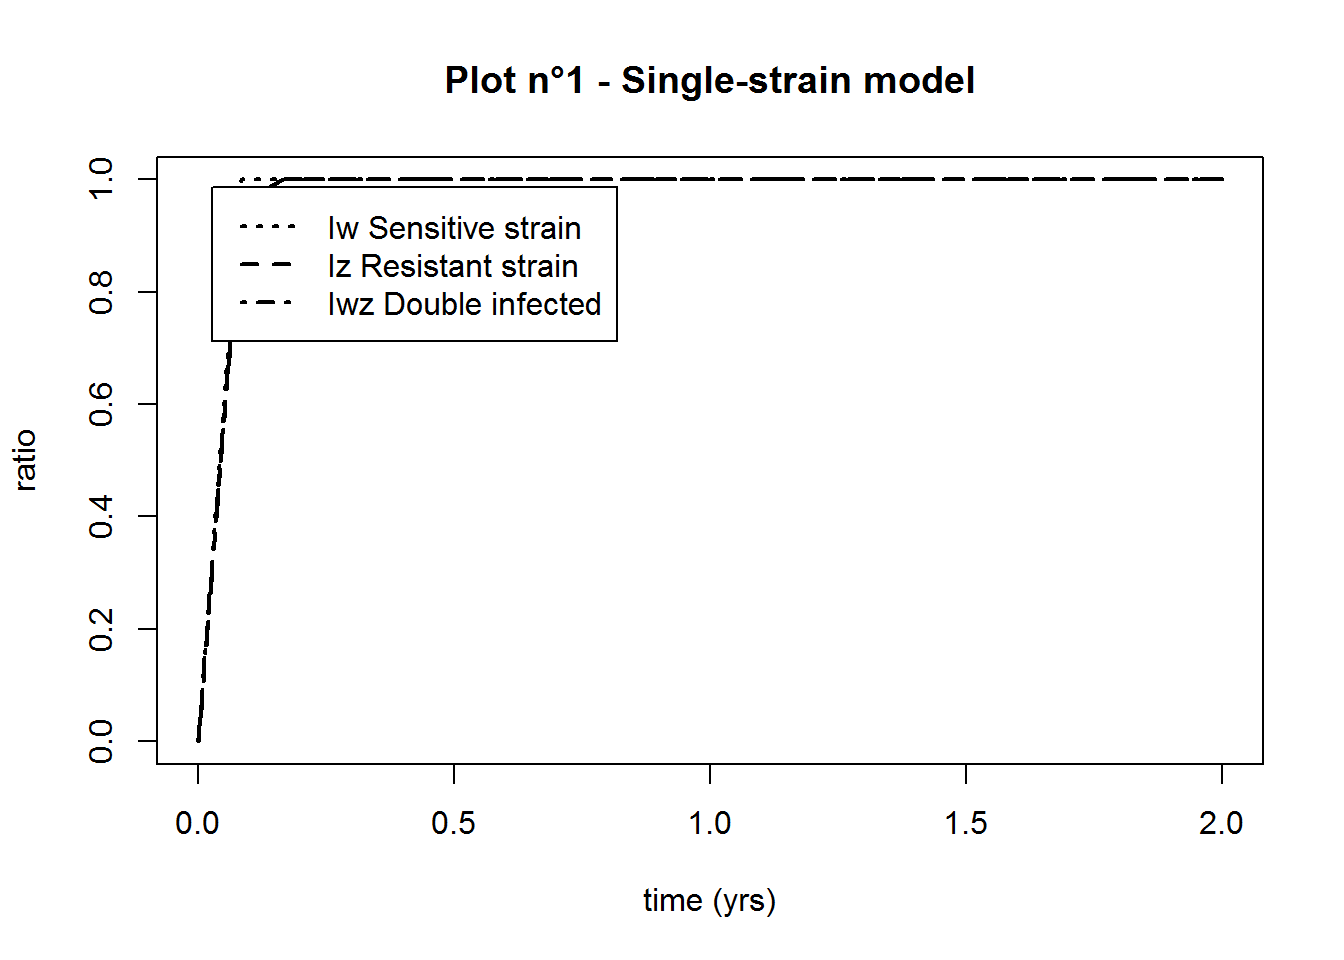 Plot n°1 - Single-strain model
ratio
1.0
0.8
0.6
0.4
0.2
0.0
Iw Sensitive strain
Iz Resistant strain
Iwz Double infected
0.0 0.5 1.0 1.5 2.0
time (yrs)